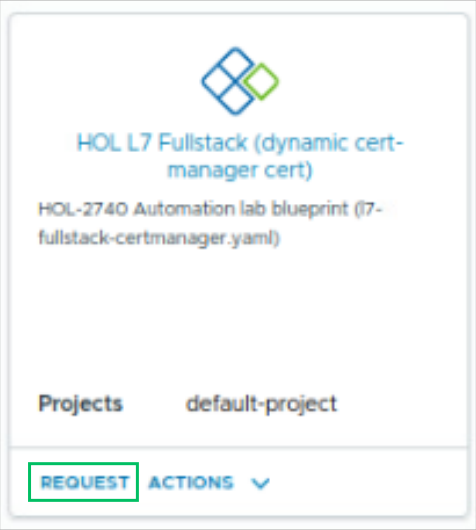 HOL L7 Fullstack (dynamic cert-
manager cert)
HOL-2740 Automation lab blueprint (l7-
fullstack-certmanager.yaml)
Projects default-project
REQUEST ACTIONS